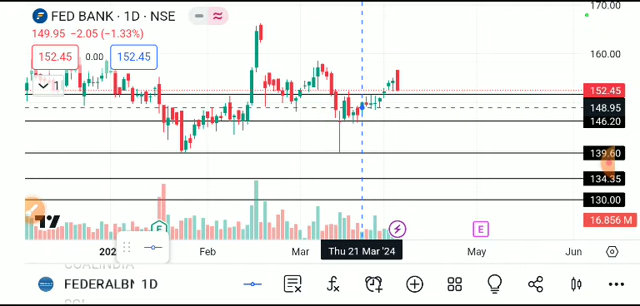 FED BANK · 1D · NSE
149.95 −2.05 (−1.33%)
152.45 0.00 152.45
1
170.00
160.00
152.45
148.95
146.20
139.60
134.35
130.00
16.856 M
E
E
Feb Mar Thu 21 Mar '24 May Jun
FEDERALBN 1D